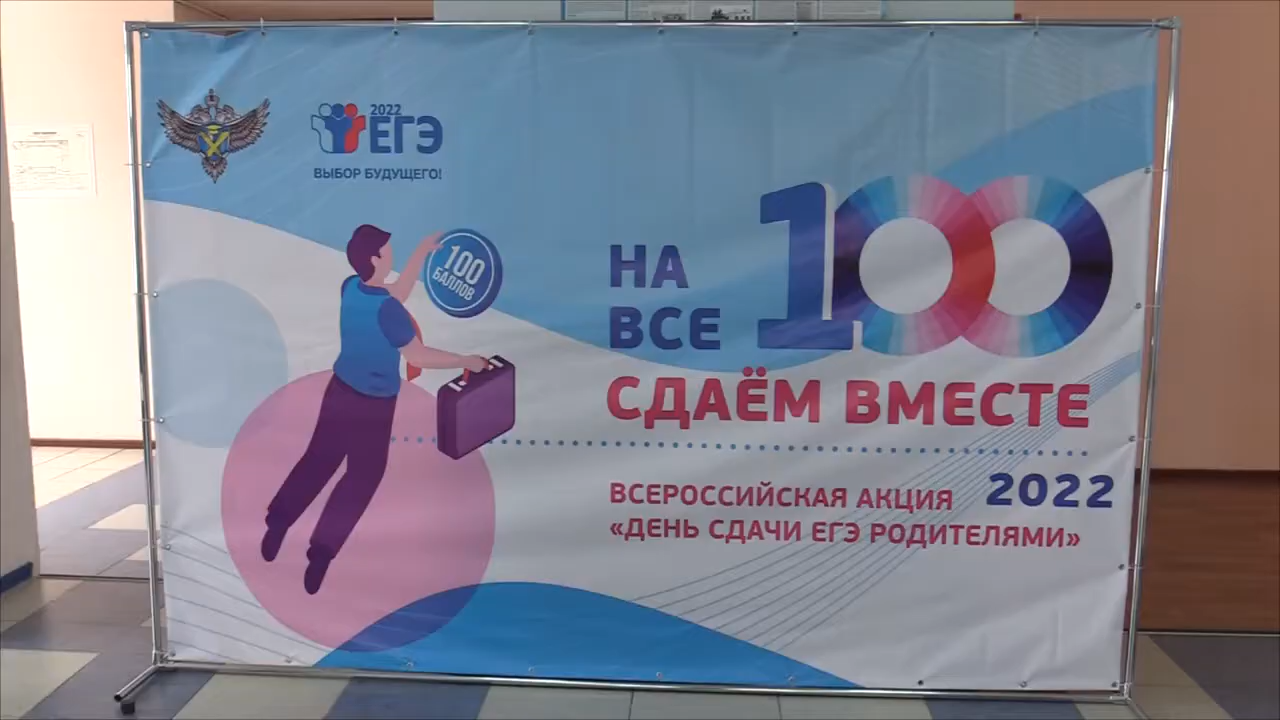 2022
ЕГЭ
ВЫБОР БУДУЩЕГО!
100
БАЛЛОВ
НА
ВСЕ
100
СДАЁМ ВМЕСТЕ
ВСЕРОССИЙСКАЯ АКЦИЯ 2022
«ДЕНЬ СДАЧИ ЕГЭ РОДИТЕЛЯМИ»